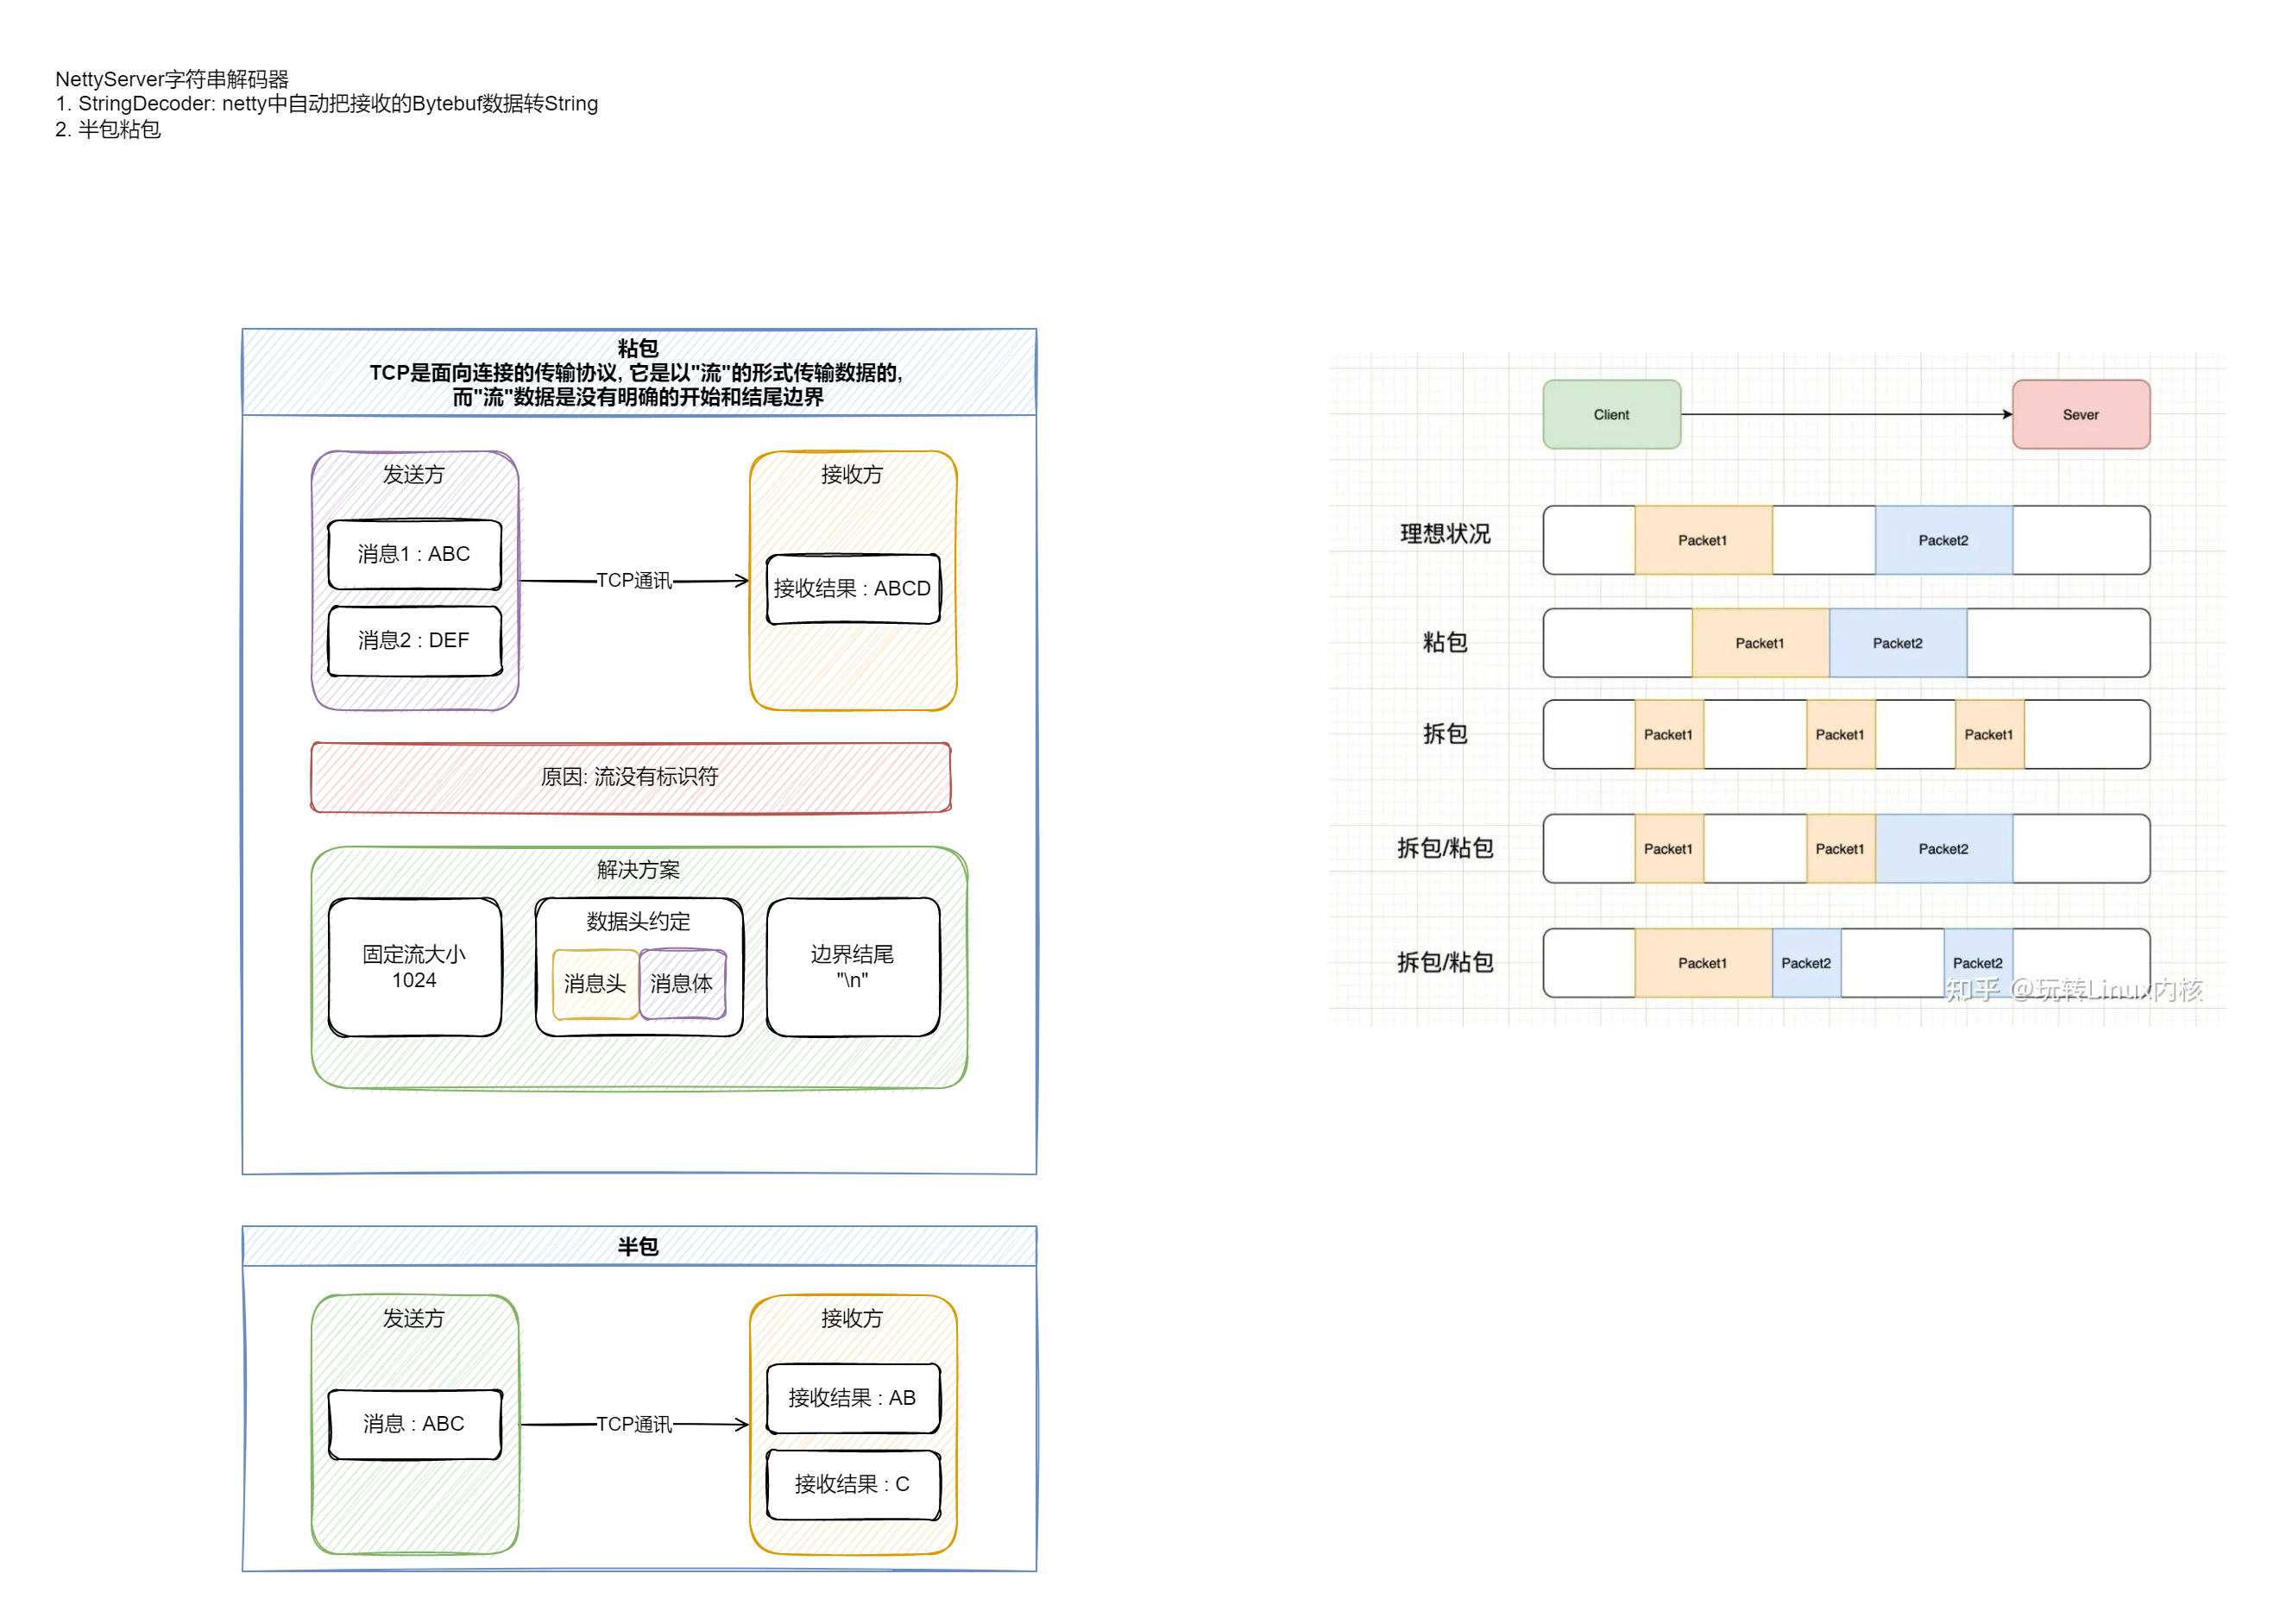 NettyServer字符串解码器
1. StringDecoder: netty中自动把接收的Bytebuf数据转String
2. 半包粘包
粘包
TCP是面向连接的传输协议, 它是以"流"的形式传输数据的,
而"流"数据是没有明确的开始和结尾边界
发送方
消息1 : ABC
消息2 : DEF
TCP通讯
接收方
接收结果 : ABCD
原因: 流没有标识符
解决方案
固定流大小
1024
数据头约定
消息头
消息体
边界结尾
"\n"
半包
发送方
消息 : ABC
TCP通讯
接收方
接收结果 : AB
接收结果 : C
Client
Sever
理想状况
Packet1
Packet2
粘包
Packet1
Packet2
拆包
Packet1
Packet1
Packet1
拆包/粘包
Packet1
Packet1
Packet2
拆包/粘包
Packet1
Packet2
Packet2
知乎 @玩转Linux内核